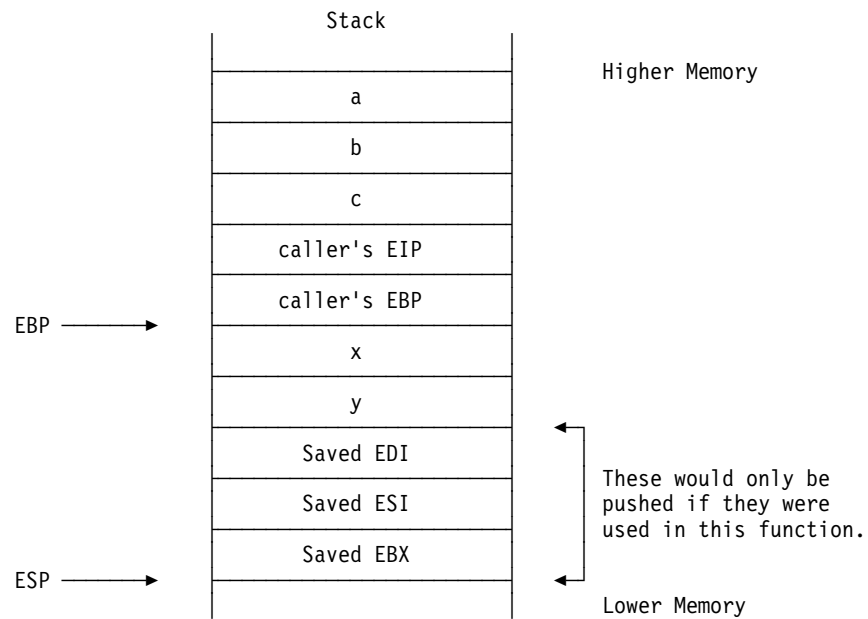 Stack
Higher Memory
a
b
c
caller's EIP
caller's EBP
EBP
x
y
Saved EDI
These would only be
pushed if they were
used in this function.
Saved ESI
Saved EBX
ESP
Lower Memory